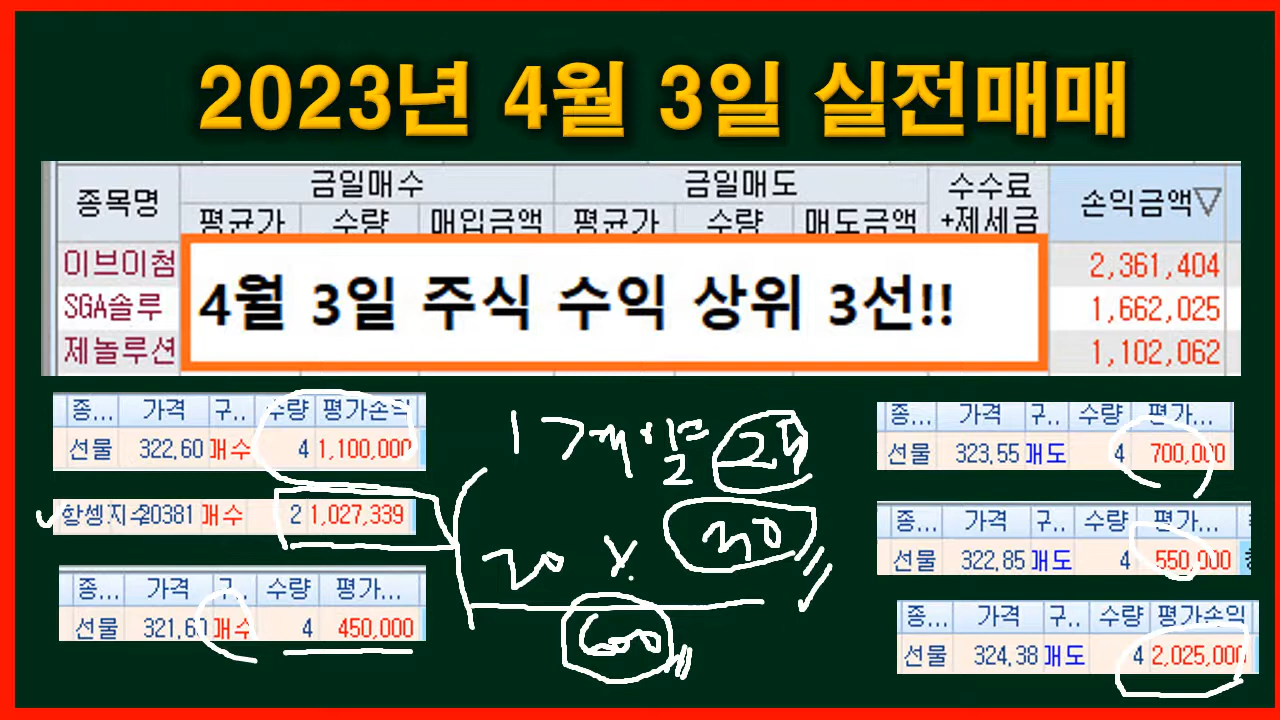 2023년 4월 3일 실전매매
종목명 금일매수 금일매도 수수료 +제세금 손익금액▽
평균가 수량 매입금액 평균가 수량 매도금액
이브이첨 2,361,404
SGA솔루 1,662,025
제놀루션 1,102,062
4월 3일 주식 수익 상위 3선!!
종... 가격 구.. 수량 평가손익
선물 322,60 매수 4 1,100,000
항셍지수 20381 매수 2 1,027,339
종... 가격 구.. 수량 평가...
선물 321,60 매수 4 450,000
1개월
20 x 30
600
종... 가격 구.. 수량 평가...
선물 323,55 매도 4 700,000
종... 가격 구.. 수량 평가...
선물 322,85 매도 4 550,000
종... 가격 구.. 수량 평가손익
선물 324,38 매도 4 2,025,000